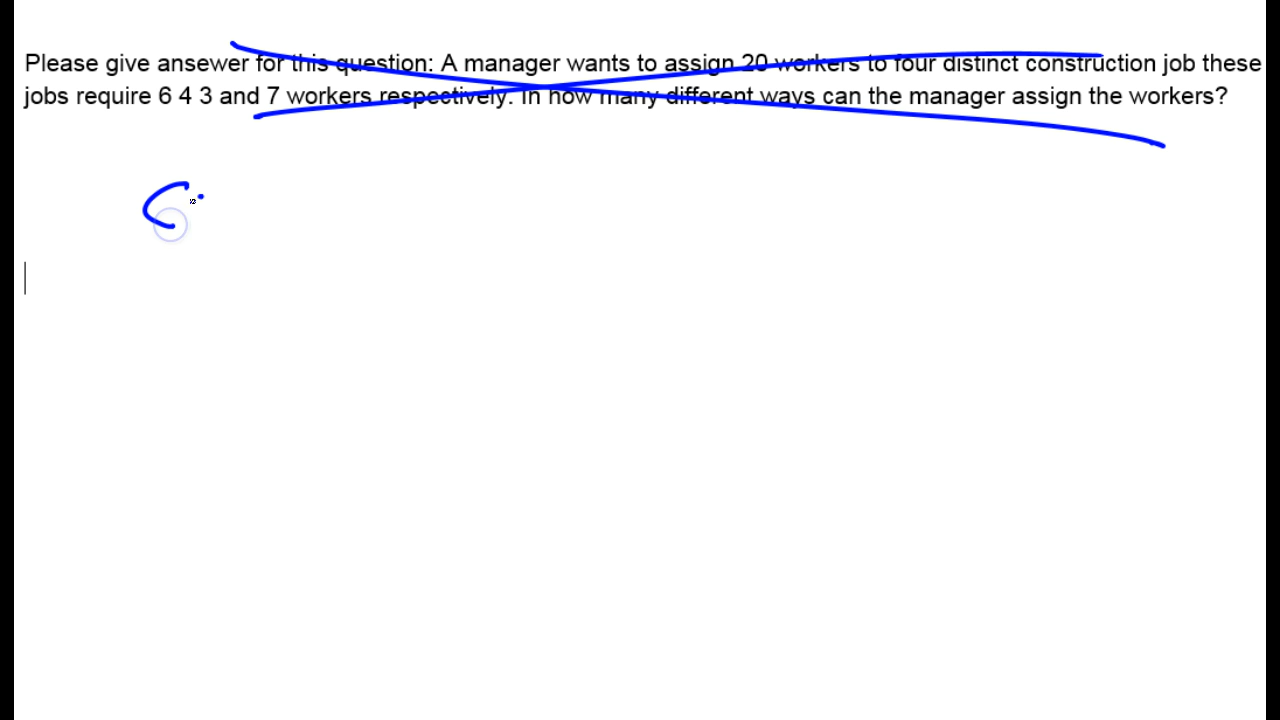 Please give ansewer for this question: A manager wants to assign 20 workers to four distinct construction job these
jobs require 6 4 3 and 7 workers respectively. In how many different ways can the manager assign the workers?